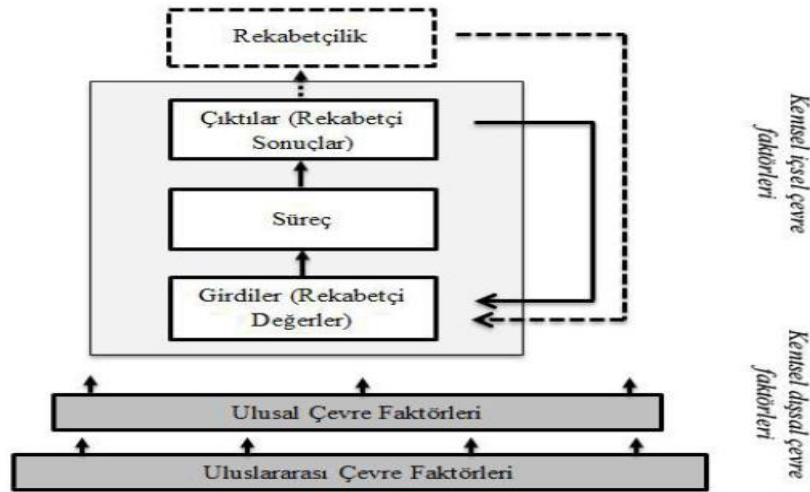 Rekabetçilik
Çıktılar (Rekabetçi
Sonuçlar)
Süreç
Girdiler (Rekabetçi
Değerler)
Ulusal Çevre Faktörleri
Uluslararası Çevre Faktörleri
Kentsel içsel çevre
faktörleri
Kentsel dışsal çevre
faktörleri